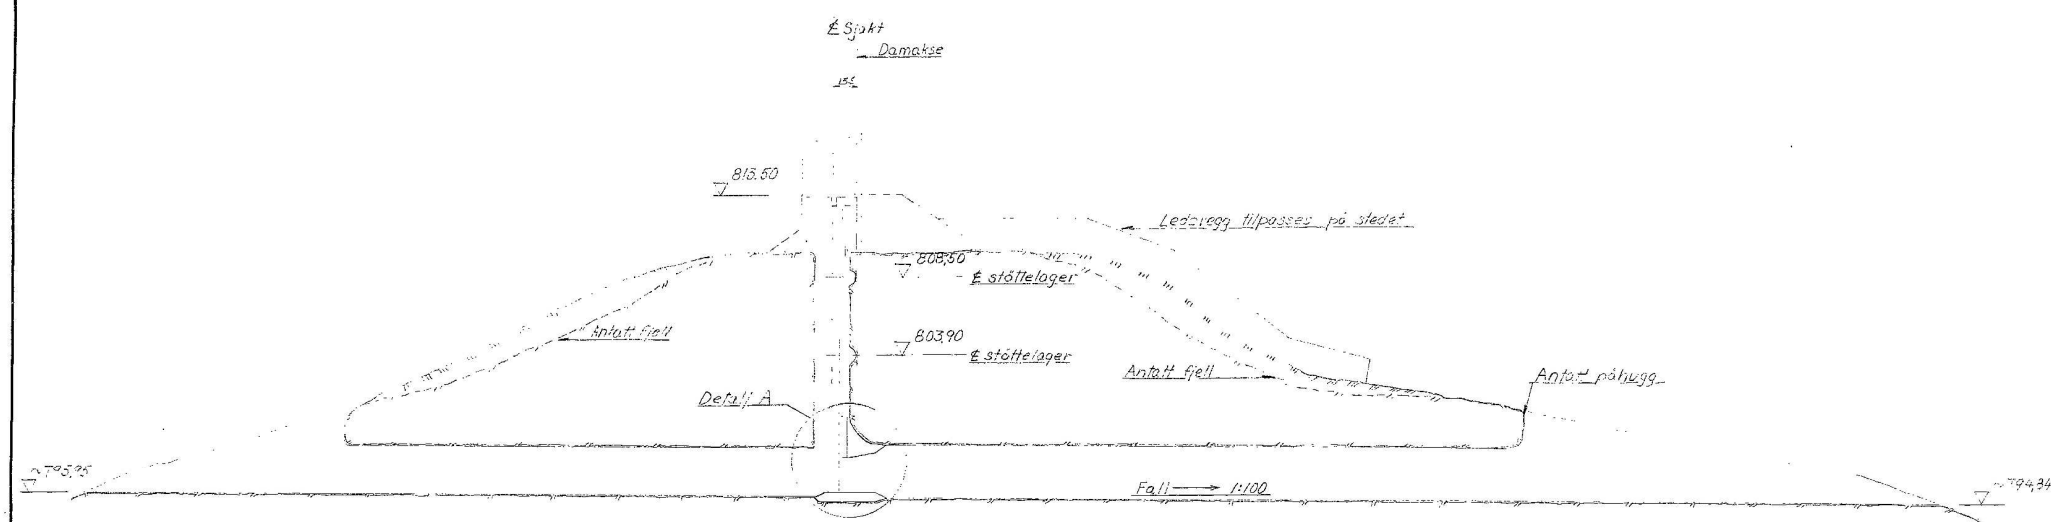 ⅊ Sjakt
Damakse
813.50
Ledevegg tilpasses på stedet
808,50
⅊ støttelager
Antatt fjell
803,90
⅊ støttelager
Antatt fjell
Antatt påhugg
Detalj A
~795,95
Fall → 1:100
~794,34